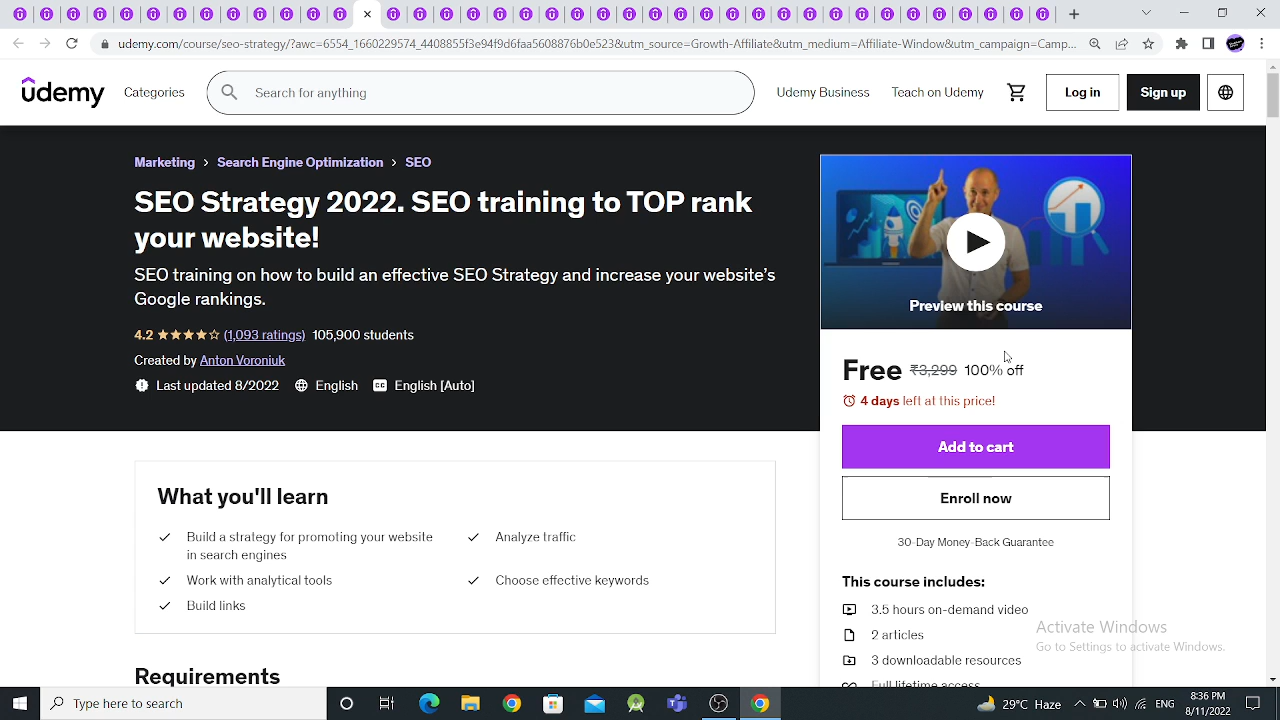 udemy.com/course/seo-strategy/?awc=6554_1660229574_4408855f3e34f9d6faa3208876b0e523&utm_source=Growth-Affiliate&utm_medium=Affiliate-Window&utm_campaign=Camp...
ûdemy
Categories
Search for anything
Udemy Business
Teach on Udemy
Log in
Sign up
Marketing > Search Engine Optimization > SEO
SEO Strategy 2022. SEO training to TOP rank
your website!
SEO training on how to build an effective SEO Strategy and increase your website's
Google rankings.
4.2 (1,093 ratings) 105,900 students
Created by Anton Voroniuk
Last updated 8/2022 English English [Auto]
Preview this course
Free ₹3,299 100% off
4 days left at this price!
Add to cart
Enroll now
30-Day Money-Back Guarantee
What you'll learn
Build a strategy for promoting your website
in search engines
Analyze traffic
Work with analytical tools
Choose effective keywords
Build links
This course includes:
3.5 hours on-demand video
2 articles
3 downloadable resources
Full lifetime access
Requirements
Activate Windows
Go to Settings to activate Windows.
Type here to search
29°C Haze
ENG
8:36 PM
8/11/2022